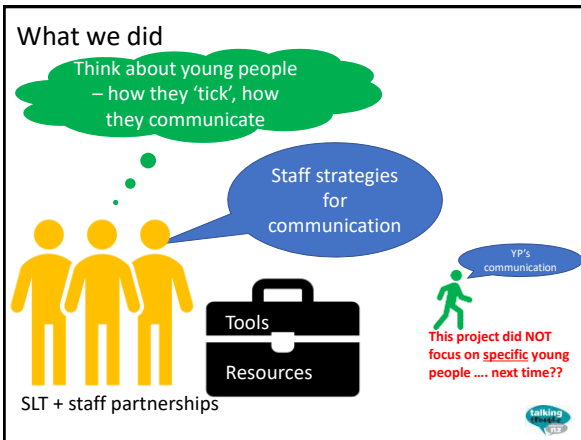 What we did
Think about young people
– how they ‘tick’, how
they communicate
Staff strategies
for
communication
YP’s
communication
Tools
Resources
This project did NOT
focus on specific young
people .... next time??
SLT + staff partnerships
talking
nz